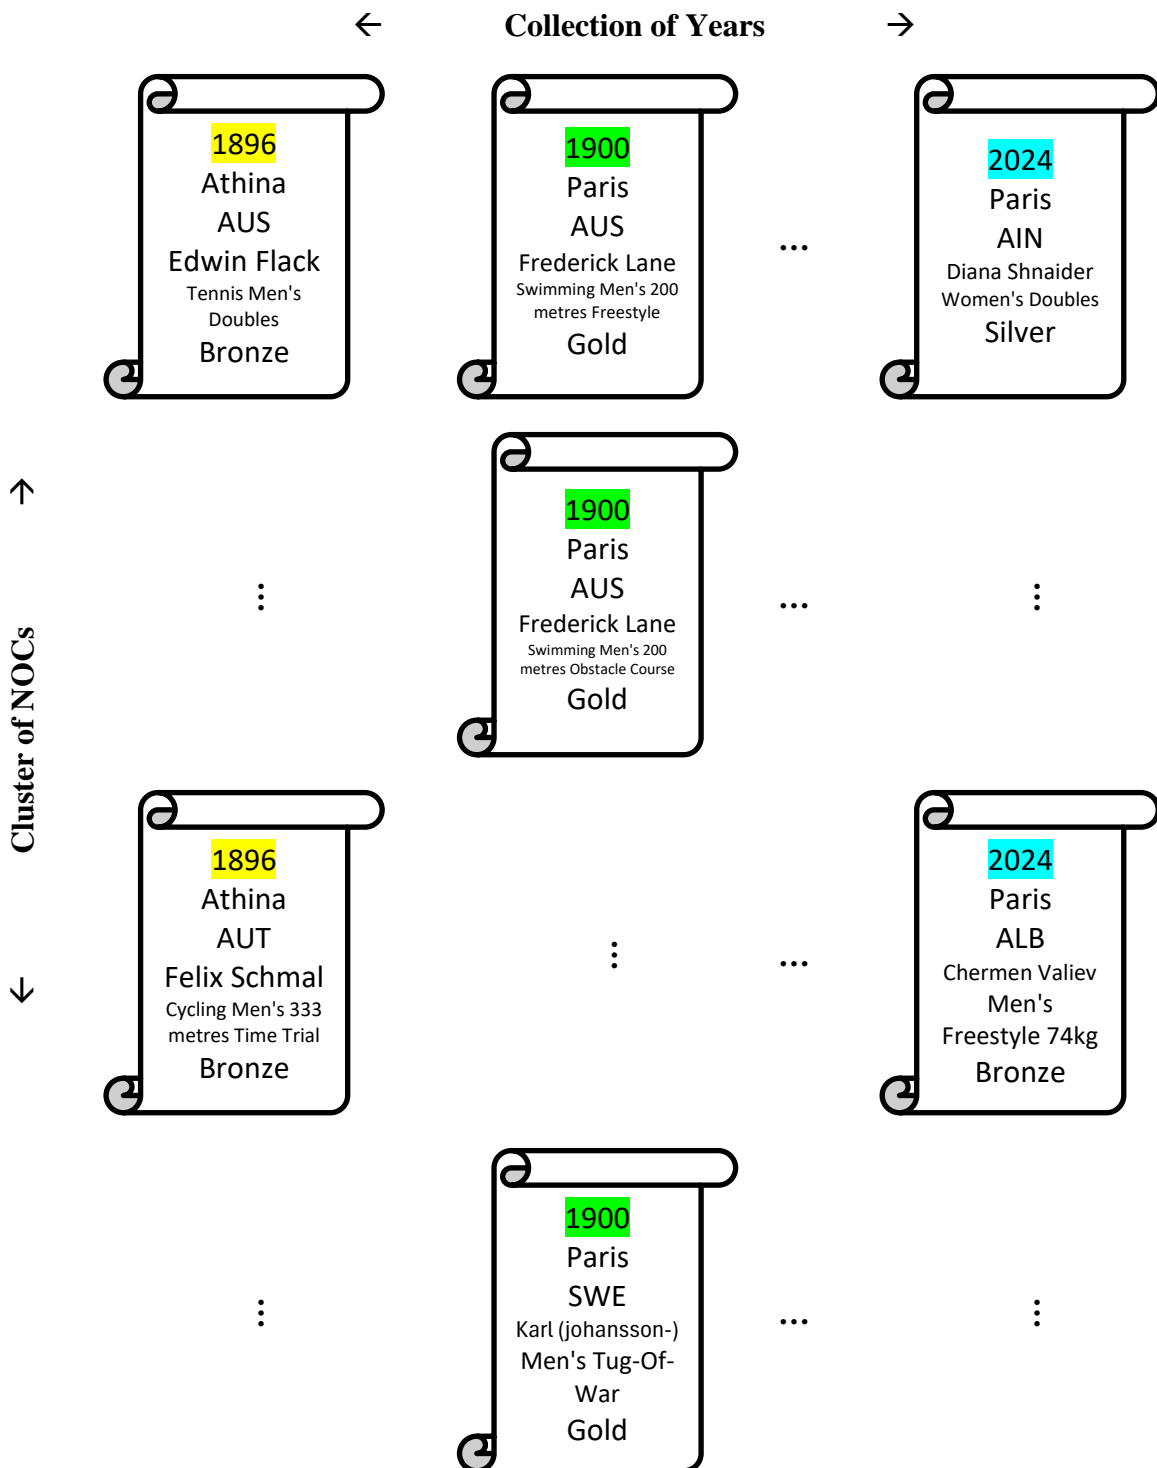 ← Collection of Years →
1896
Athina
AUS
Edwin Flack
Tennis Men's
Doubles
Bronze
1900
Paris
AUS
Frederick Lane
Swimming Men's 200
metres Freestyle
Gold
...
2024
Paris
AIN
Diana Shnaider
Women's Doubles
Silver
← Cluster of NOCs →
...
1900
Paris
AUS
Frederick Lane
Swimming Men's 200
metres Obstacle Course
Gold
...
...
1896
Athina
AUT
Felix Schmal
Cycling Men's 333
metres Time Trial
Bronze
...
...
2024
Paris
ALB
Chermen Valiev
Men's
Freestyle 74kg
Bronze
...
1900
Paris
SWE
Karl (johansson-)
Men's Tug-Of-
War
Gold
...
...